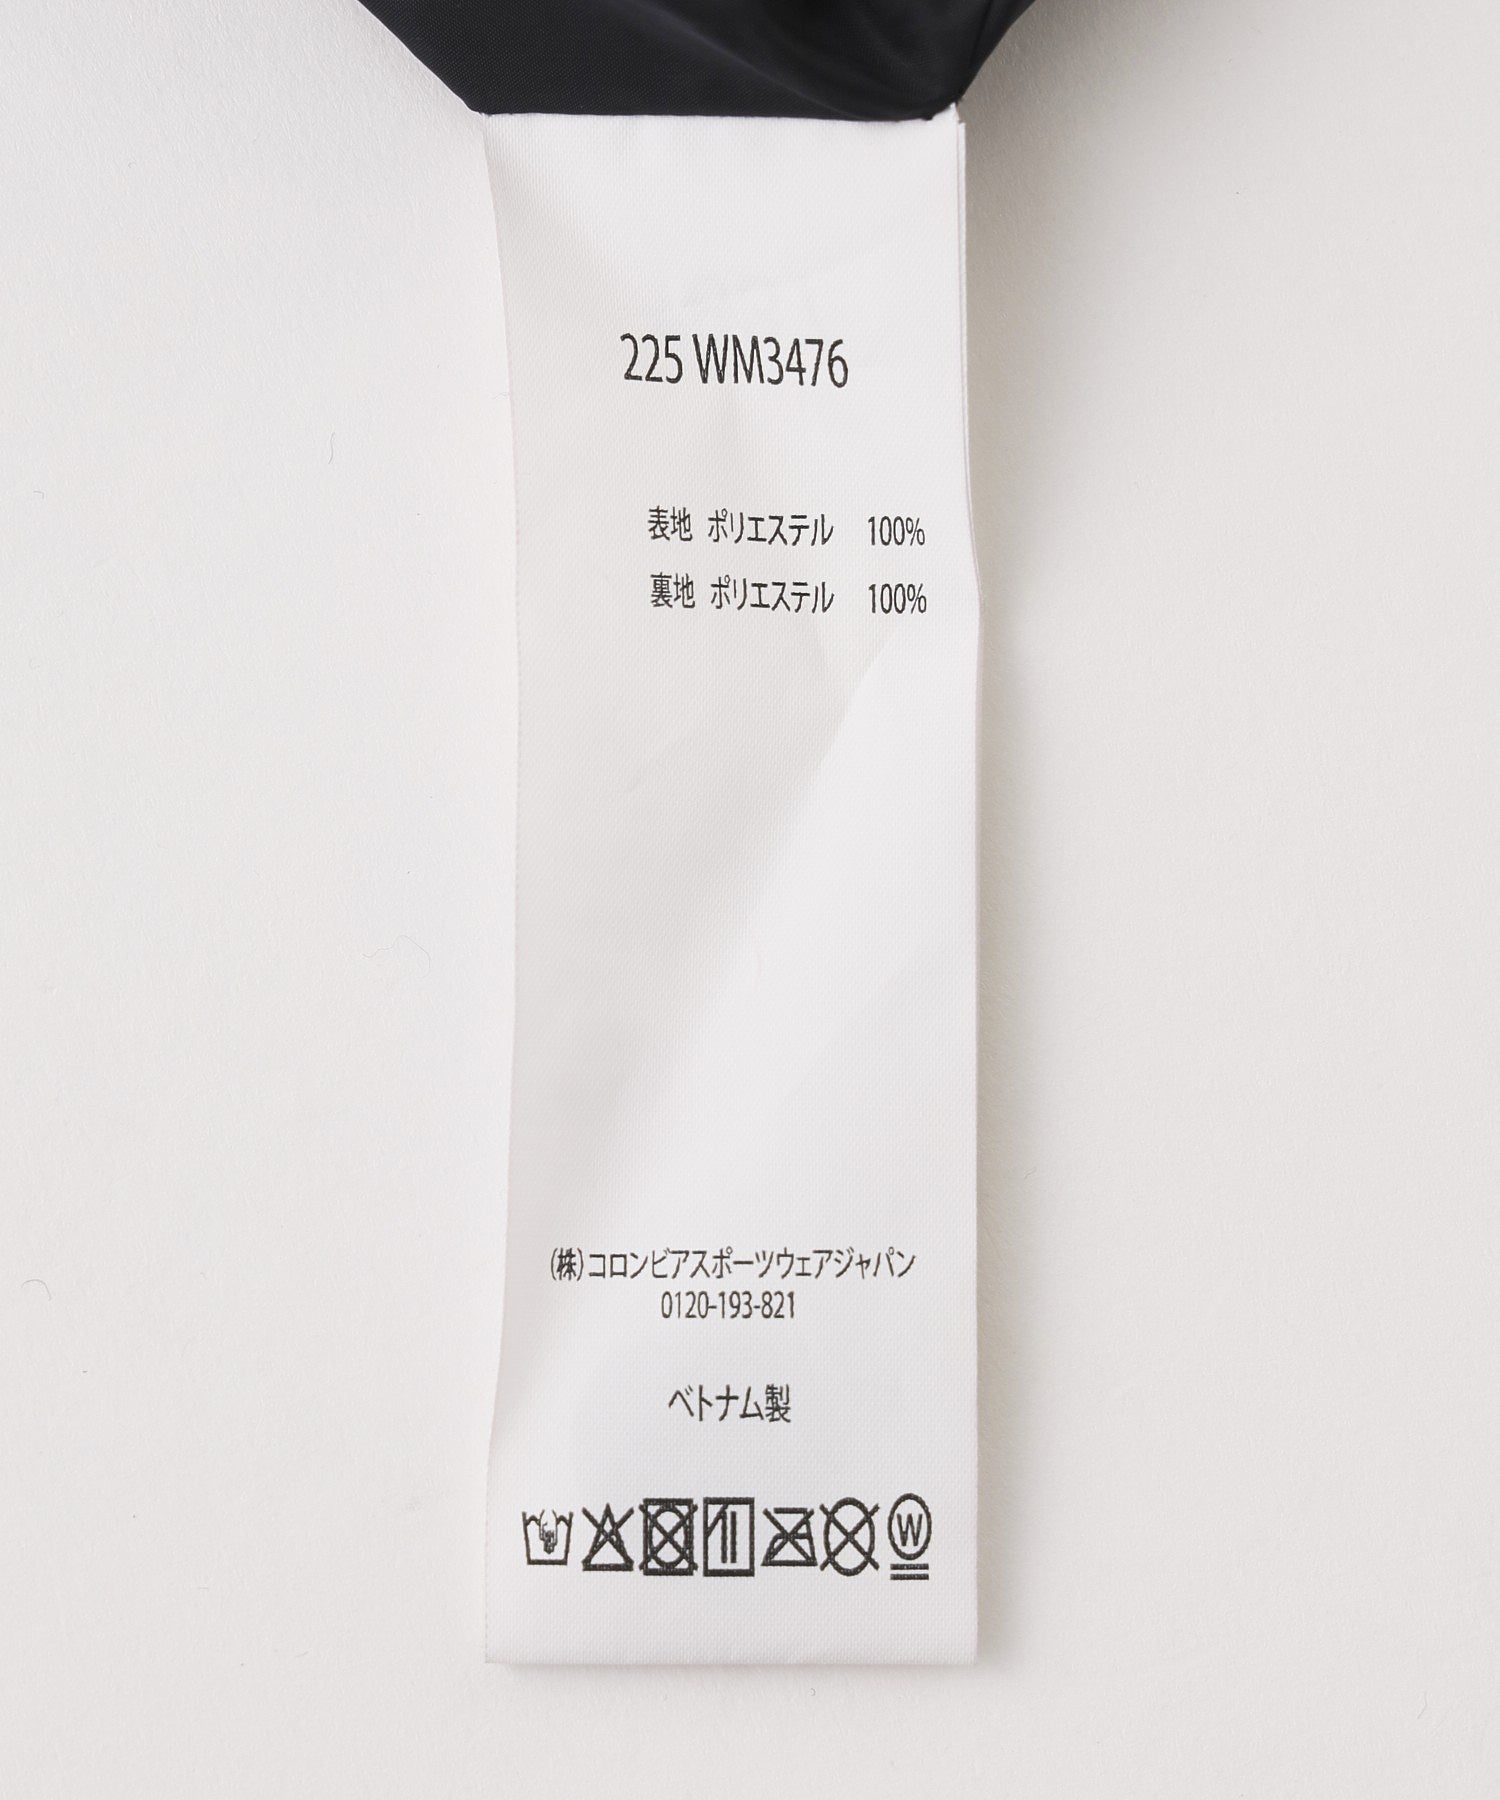 225 WM3476
表地 ポリエステル 100%
裏地 ポリエステル 100%
(株)コロンビアスポーツウェアジャパン
0120-193-821
ベトナム製
W